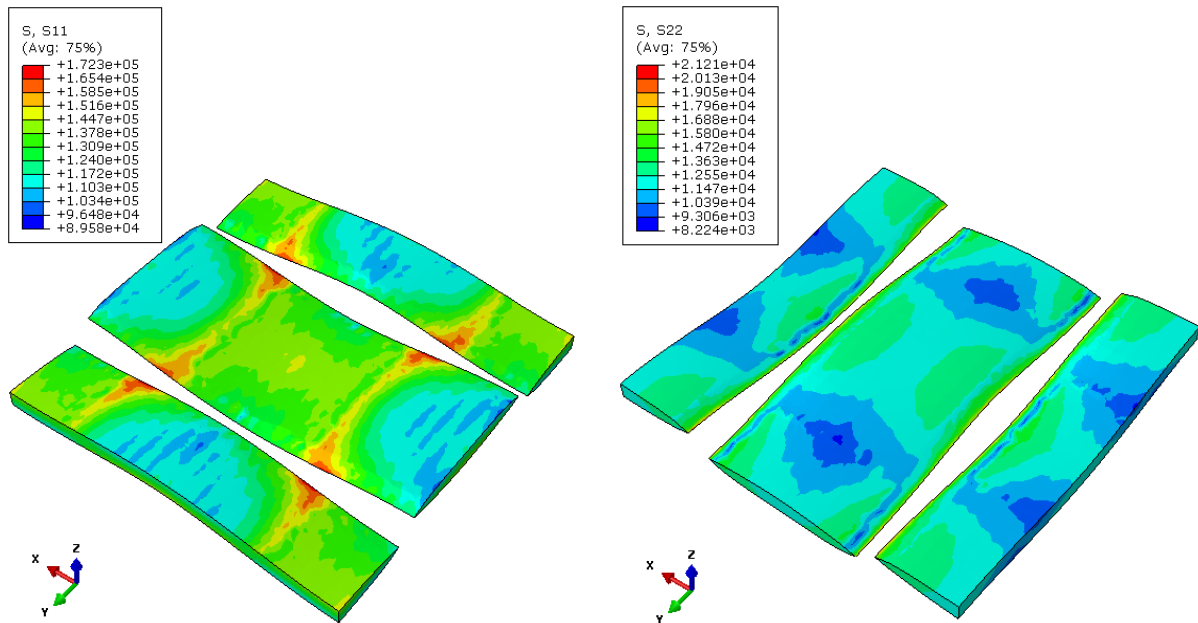 S, S11
(Avg: 75%)
+1.723e+05
+1.654e+05
+1.585e+05
+1.516e+05
+1.447e+05
+1.378e+05
+1.309e+05
+1.240e+05
+1.172e+05
+1.103e+05
+1.034e+05
+9.648e+04
+8.958e+04
X
Y
Z
S, S22
(Avg: 75%)
+2.121e+04
+2.013e+04
+1.905e+04
+1.796e+04
+1.688e+04
+1.580e+04
+1.472e+04
+1.363e+04
+1.255e+04
+1.147e+04
+1.039e+04
+9.306e+03
+8.224e+03
X
Y
Z